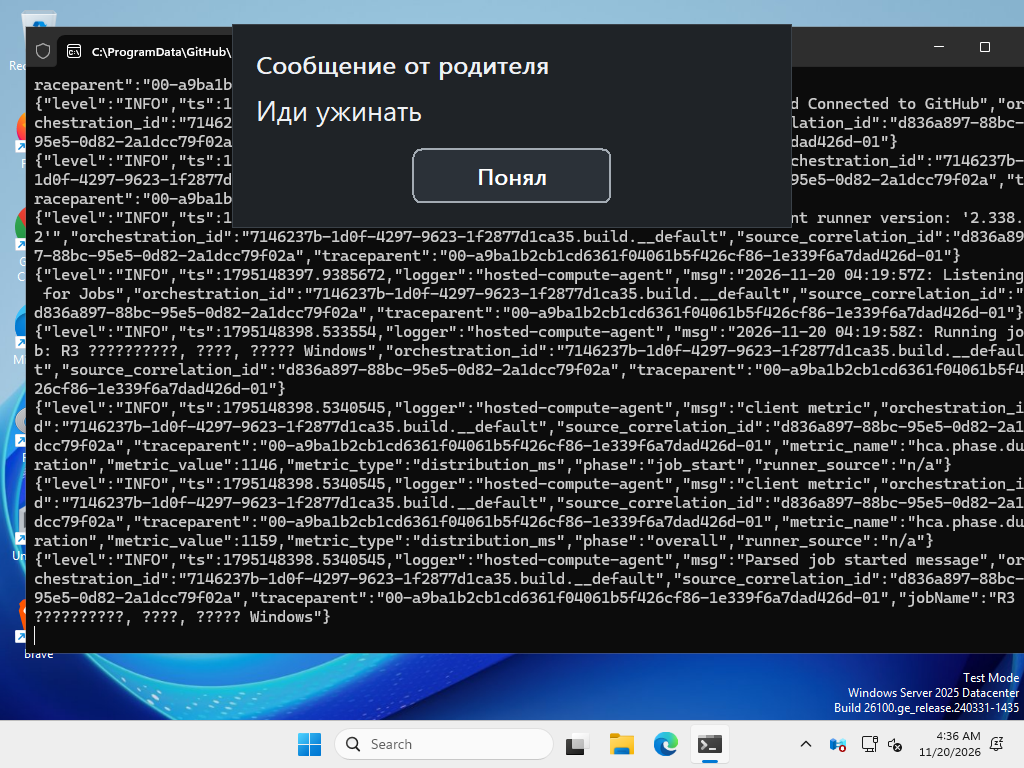 C:\ProgramData\GitHub\
Сообщение от родителя
Иди ужинать
Понял
raceparent":"00-a9ba1b
{"level":"INFO","ts":1 d Connected to GitHub","or
chestration_id":"71462 lation_id":"d836a897-88bc-
95e5-0d82-2a1dcc79f02a d426d-01"}
{"level":"INFO","ts":1 chestration_id":"7146237b-
1d0f-4297-9623-1f2877d 95e5-0d82-2a1dcc79f02a","t
raceparent":"00-a9ba1b
{"level":"INFO","ts":1 nt runner version: '2.338.
2'","orchestration_id":"7146237b-1d0f-4297-9623-1f2877d1ca35.build.__default","source_correlation_id":"d836a89
7-88bc-95e5-0d82-2a1dcc79f02a","traceparent":"00-a9ba1b2cb1cd6361f04061b5f426cf86-1e339f6a7dad426d-01"}
{"level":"INFO","ts":1795148397.9385672,"logger":"hosted-compute-agent","msg":"2026-11-20 04:19:57Z: Listening
for Jobs","orchestration_id":"7146237b-1d0f-4297-9623-1f2877d1ca35.build.__default","source_correlation_id":"
d836a897-88bc-95e5-0d82-2a1dcc79f02a","traceparent":"00-a9ba1b2cb1cd6361f04061b5f426cf86-1e339f6a7dad426d-01"}
{"level":"INFO","ts":1795148398.533554,"logger":"hosted-compute-agent","msg":"2026-11-20 04:19:58Z: Running jo
b: R3 ??????????, ????, ????? Windows","orchestration_id":"7146237b-1d0f-4297-9623-1f2877d1ca35.build.__defaul
t","source_correlation_id":"d836a897-88bc-95e5-0d82-2a1dcc79f02a","traceparent":"00-a9ba1b2cb1cd6361f04061b5f4
26cf86-1e339f6a7dad426d-01"}
{"level":"INFO","ts":1795148398.5340545,"logger":"hosted-compute-agent","msg":"client metric","orchestration_i
d":"7146237b-1d0f-4297-9623-1f2877d1ca35.build.__default","source_correlation_id":"d836a897-88bc-95e5-0d82-2a1
dcc79f02a","traceparent":"00-a9ba1b2cb1cd6361f04061b5f426cf86-1e339f6a7dad426d-01","metric_name":"hca.phase.du
ration","metric_value":1146,"metric_type":"distribution_ms","phase":"job_start","runner_source":"n/a"}
{"level":"INFO","ts":1795148398.5340545,"logger":"hosted-compute-agent","msg":"client metric","orchestration_i
d":"7146237b-1d0f-4297-9623-1f2877d1ca35.build.__default","source_correlation_id":"d836a897-88bc-95e5-0d82-2a1
dcc79f02a","traceparent":"00-a9ba1b2cb1cd6361f04061b5f426cf86-1e339f6a7dad426d-01","metric_name":"hca.phase.du
ration","metric_value":1159,"metric_type":"distribution_ms","phase":"overall","runner_source":"n/a"}
{"level":"INFO","ts":1795148398.5340545,"logger":"hosted-compute-agent","msg":"Parsed job started message","or
chestration_id":"7146237b-1d0f-4297-9623-1f2877d1ca35.build.__default","source_correlation_id":"d836a897-88bc-
95e5-0d82-2a1dcc79f02a","traceparent":"00-a9ba1b2cb1cd6361f04061b5f426cf86-1e339f6a7dad426d-01","jobName":"R3
??????????, ????, ????? Windows"}
Brave
Test Mode
Windows Server 2025 Datacenter
Build 26100.ge_release.240331-1435
Search
4:36 AM
11/20/2026